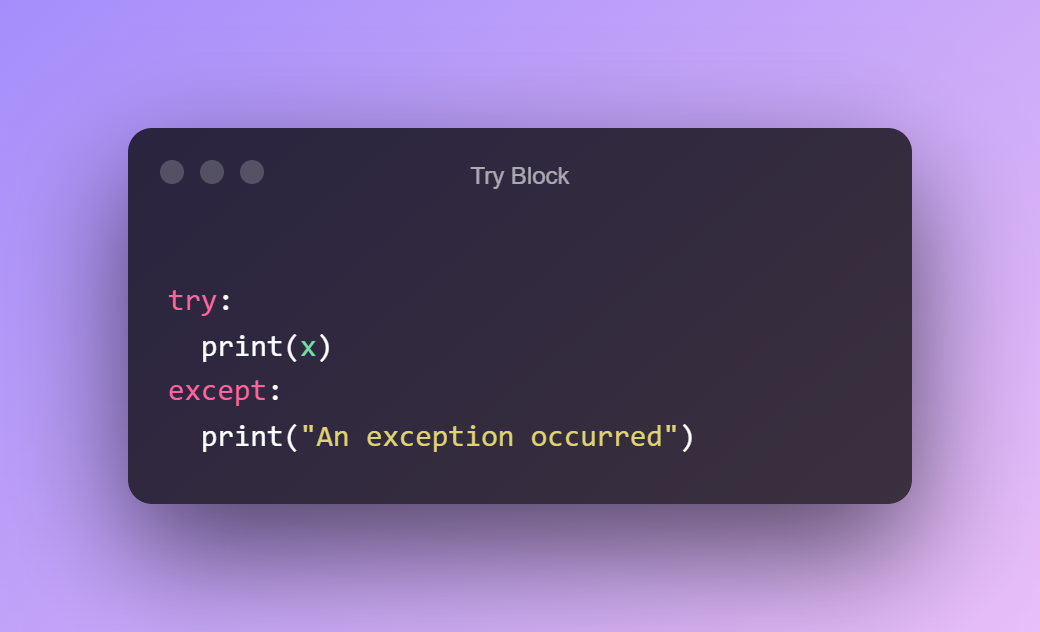 Try Block
try:
  print(x)
except:
  print("An exception occurred")